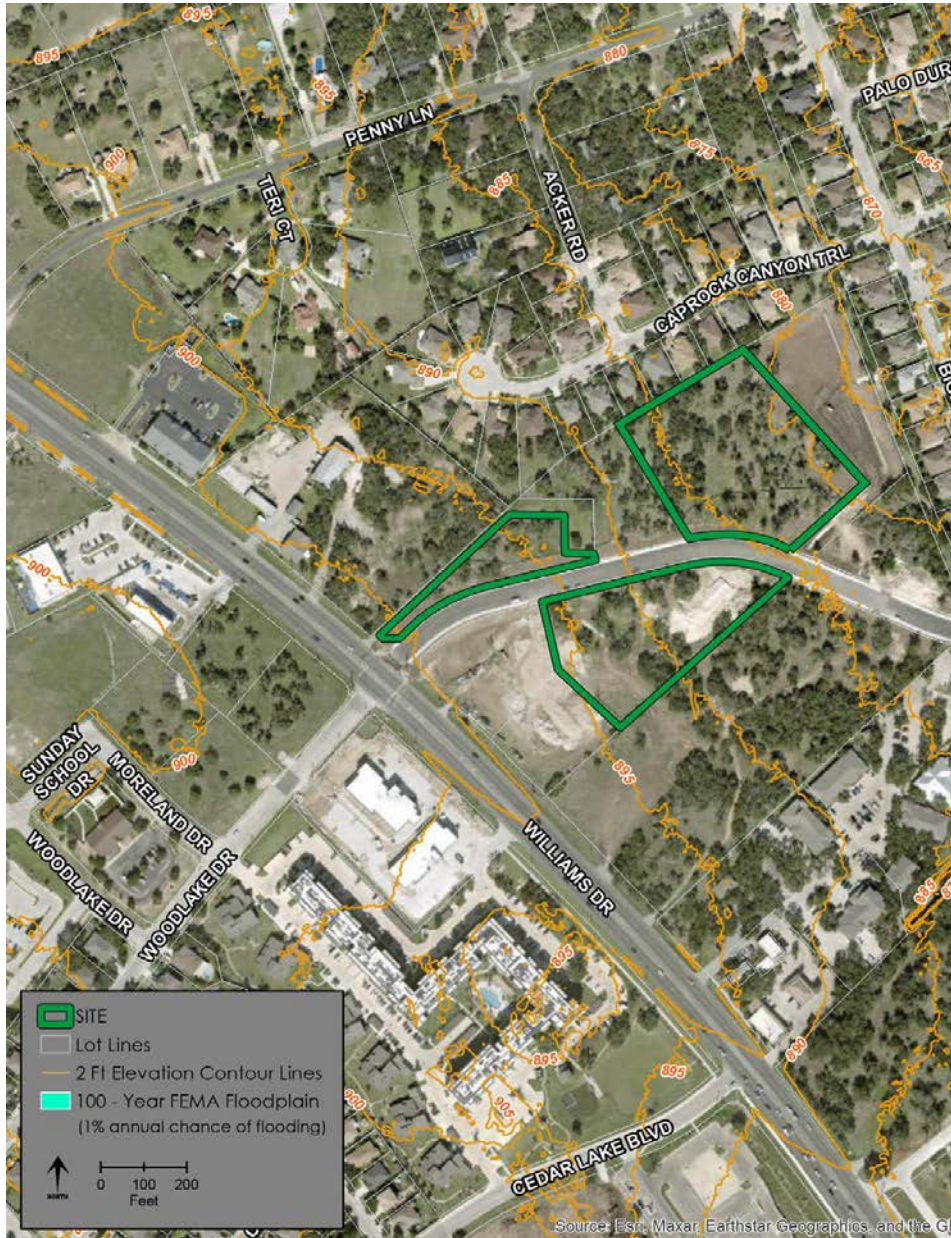 895
880
PALO DUR
895
PENNY LN
900
875
865
885
TERI CT
ACKER RD
870
CAPROCK CANYON TRL
880
900
890
900
895
SUNDAY
SCHOOL
DR
MORELAND DR
900
WOODLAKE DR
WOODLAKE DR
WILLIAMS DR
885
895
895
895
890
905
900
CEDAR LAKE BLVD
SITE
Lot Lines
2 Ft Elevation Contour Lines
100 - Year FEMA Floodplain
(1% annual chance of flooding)
NORTH
0 100 200
Feet
Source: Esri, Maxar, Earthstar Geographics, and the GI